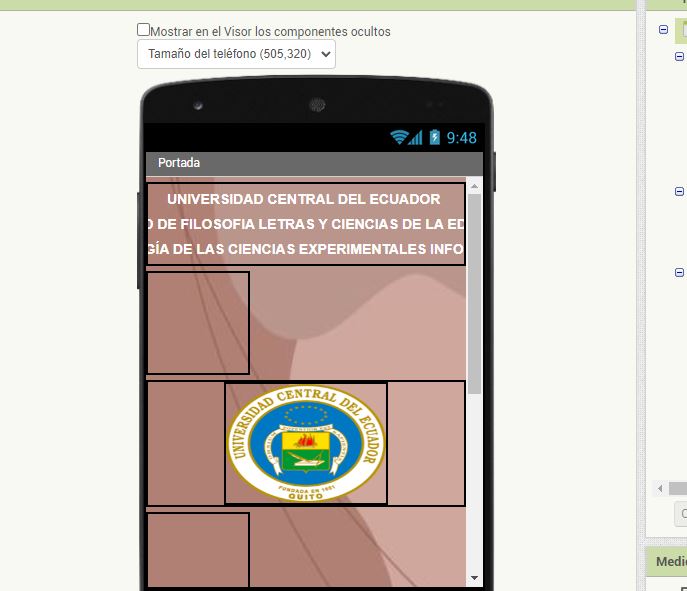 Mostrar en el Visor los componentes ocultos
Tamaño del teléfono (505,320)
9:48
Portada
UNIVERSIDAD CENTRAL DEL ECUADOR
D DE FILOSOFIA LETRAS Y CIENCIAS DE LA ED
GÍA DE LAS CIENCIAS EXPERIMENTALES INFO
UNIVERSIDAD CENTRAL DEL ECUADOR
FUNDADA EN 1651
QUITO
Medi